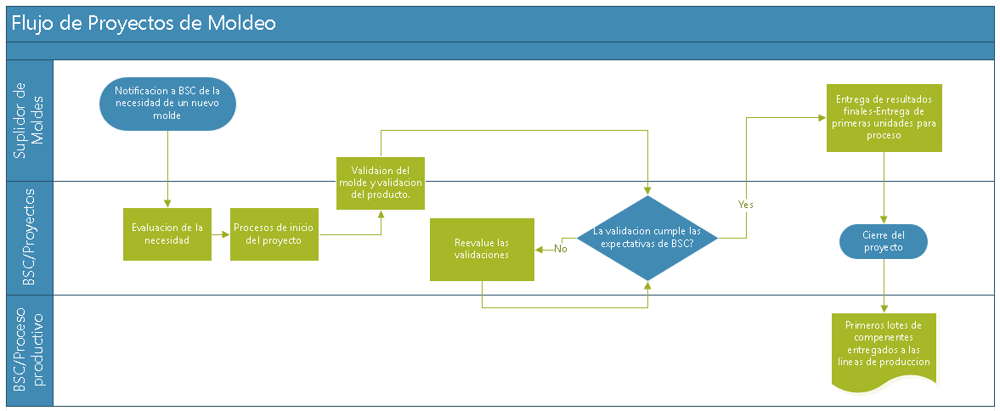 Flujo de Proyectos de Moldeo
Suplidor de
Moldes
Notificacion a BSC de la
necesidad de un nuevo
molde
Entrega de resultados
finales-Entrega de
primeras unidades para
proceso
Validaion del
molde y validacion
del producto.
BSC/Proyectos
Evaluacion de la
necesidad
Procesos de inicio
del proyecto
Reevalue las
validaciones
No
La validacion cumple las
expectativas de BSC?
Yes
Cierre del
proyecto
BSC/Proceso
productivo
Primeros lotes de
compenentes
entregados a las
lineas de produccion